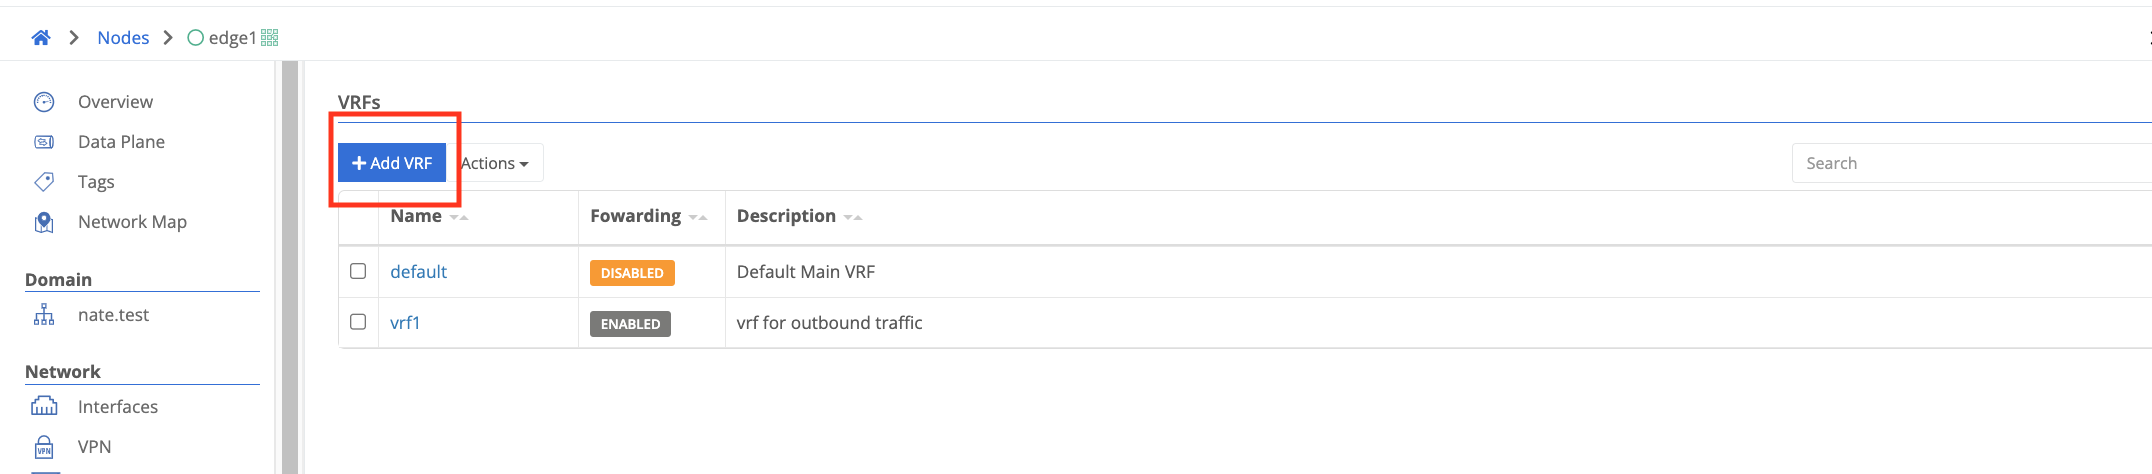 Nodes edge1
Overview
Data Plane
Tags
Network Map
Domain
nate.test
Network
Interfaces
VPN
VPN
VRFs
Add VRF Actions
Search
Name Fowarding Description
default DISABLED Default Main VRF
vrf1 ENABLED vrf for outbound traffic